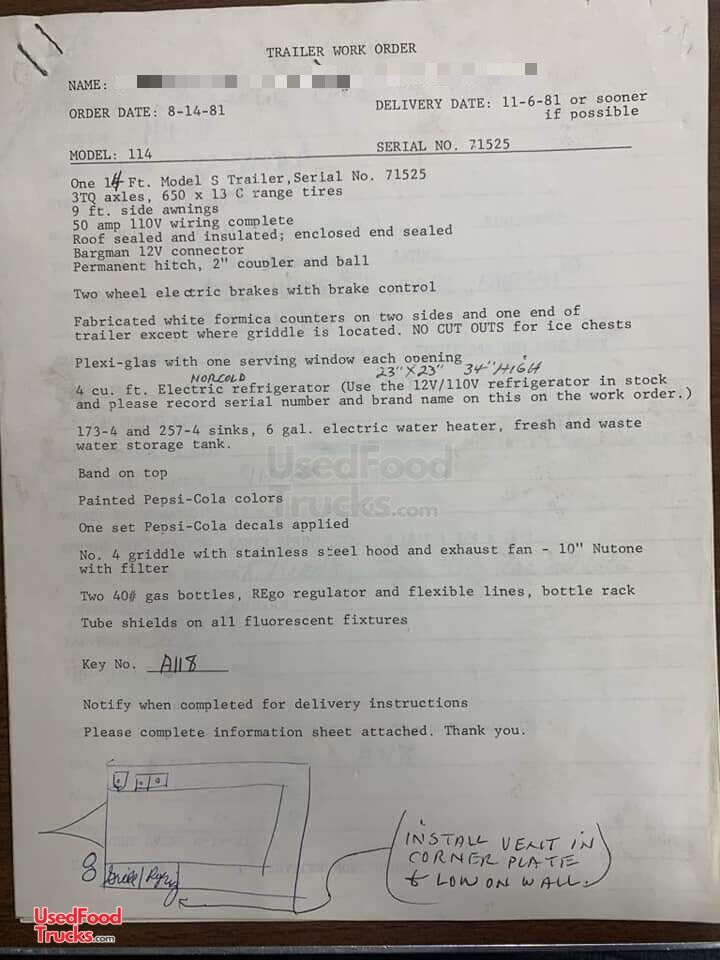 TRAILER WORK ORDER
NAME:
ORDER DATE: 8-14-81
DELIVERY DATE: 11-6-81 or sooner
if possible
MODEL: 114
SERIAL NO. 71525
One 14 Ft. Model S Trailer,Serial No. 71525
3TQ axles, 650 x 13 C range tires
9 ft. side awnings
50 amp 110V wiring complete
Roof sealed and insulated; enclosed end sealed
Bargman 12V connector
Permanent hitch, 2" coupler and ball
Two wheel electric brakes with brake control
Fabricated white formica counters on two sides and one end of
trailer except where griddle is located. NO CUT OUTS for ice chests
Plexi-glas with one serving window each opening
NORCOLD 23"X23" 34"HIGH
4 cu. ft. Electric refrigerator (Use the 12V/110V refrigerator in stock
and please record serial number and brand name on this on the work order.)
173-4 and 257-4 sinks, 6 gal. electric water heater, fresh and waste
water storage tank.
UsedFood
Trucks.com
Band on top
Painted Pepsi-Cola colors
One set Pepsi-Cola decals applied
No. 4 griddle with stainless steel hood and exhaust fan - 10" Nutone
with filter
Two 40# gas bottles, REgo regulator and flexible lines, bottle rack
Tube shields on all fluorescent fixtures
Key No. A118
Notify when completed for delivery instructions
Please complete information sheet attached. Thank you.
INSTALL VENT IN
CORNER PLATE
& LOW ON WALL.
UsedFood
Trucks.com